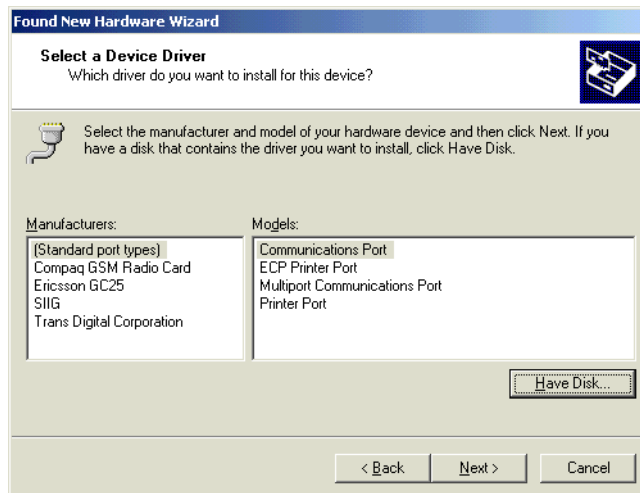 Found New Hardware Wizard
Select a Device Driver
Which driver do you want to install for this device?
Select the manufacturer and model of your hardware device and then click Next. If you
have a disk that contains the driver you want to install, click Have Disk.
Manufacturers:
(Standard port types)
Compaq GSM Radio Card
Ericsson GC25
SIIG
Trans Digital Corporation
Models:
Communications Port
ECP Printer Port
Multiport Communications Port
Printer Port
Have Disk...
< Back
Next >
Cancel